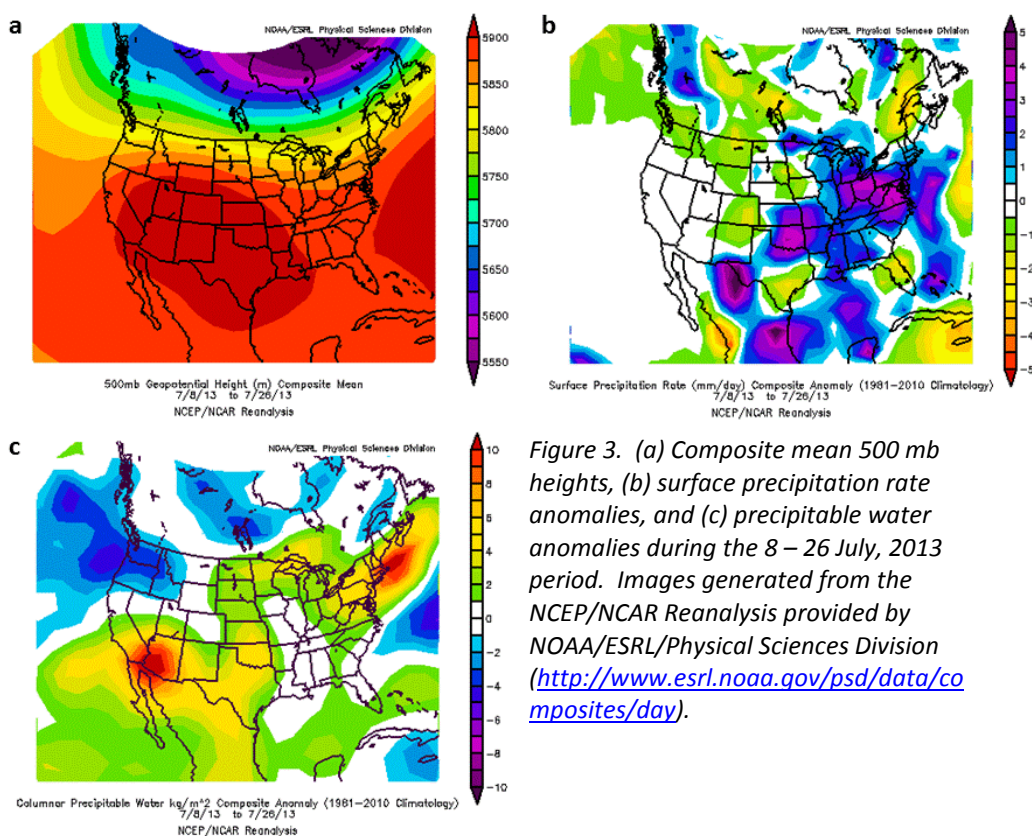 a
NOAA/ESRL Physical Sciences Division
5900
5800
5750
5700
5650
5600
5550
500mb Geopotential Height (m) Composite Mean
7/8/13 to 7/26/13
NCEP/NCAR Reanalysis
b
NOAA/ESRL Physical Sciences Division
5
4
3
2
1
0
-1
-2
-3
-4
-5
Surface Precipitation Rate (mm/day) Composite Anomaly (1981-2010 Climatology)
7/8/13 to 7/26/13
NCEP/NCAR Reanalysis
c
NOAA/ESRL Physical Sciences Division
10
8
6
4
2
0
-2
-4
-6
-8
-10
Columnar Precipitable Water kg/m^2 Composite Anomaly (1981-2010 Climatology)
7/8/13 to 7/26/13
NCEP/NCAR Reanalysis
Figure 3. (a) Composite mean 500 mb
heights, (b) surface precipitation rate
anomalies, and (c) precipitable water
anomalies during the 8 – 26 July, 2013
period. Images generated from the
NCEP/NCAR Reanalysis provided by
NOAA/ESRL/Physical Sciences Division
(http://www.esrl.noaa.gov/psd/data/co
mposites/day).